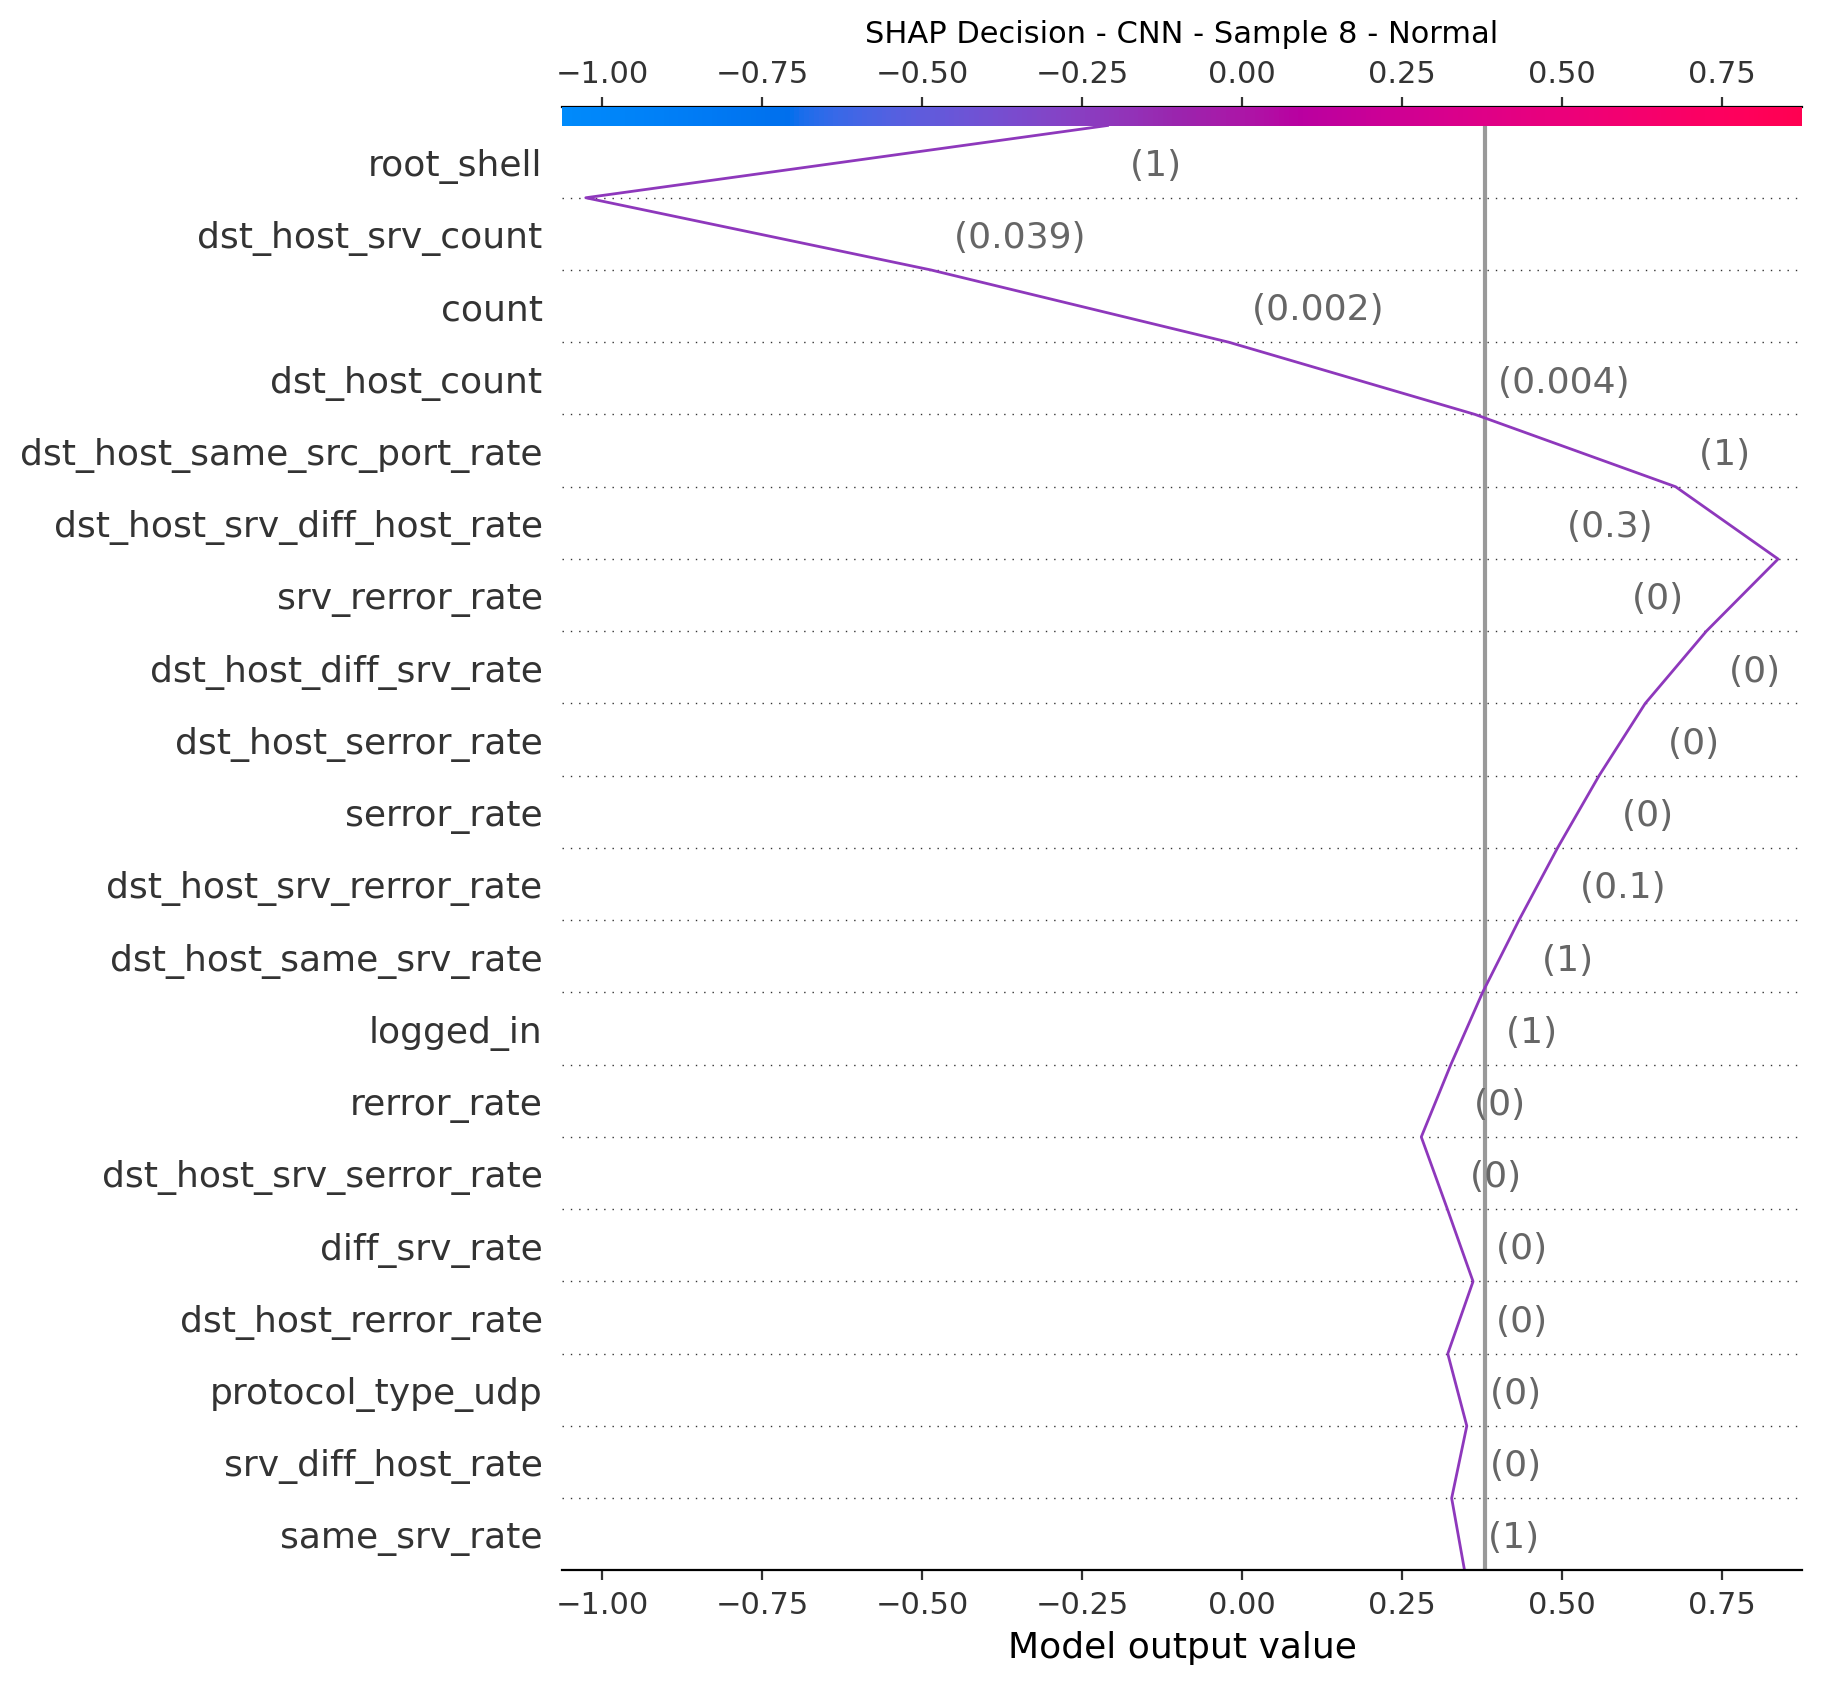 SHAP Decision - CNN - Sample 8 - Normal
−1.00 −0.75 −0.50 −0.25 0.00 0.25 0.50 0.75
root_shell (1)
dst_host_srv_count (0.039)
count (0.002)
dst_host_count (0.004)
dst_host_same_src_port_rate (1)
dst_host_srv_diff_host_rate (0.3)
srv_rerror_rate (0)
dst_host_diff_srv_rate (0)
dst_host_serror_rate (0)
serror_rate (0)
dst_host_srv_rerror_rate (0.1)
dst_host_same_srv_rate (1)
logged_in (1)
rerror_rate (0)
dst_host_srv_serror_rate (0)
diff_srv_rate (0)
dst_host_rerror_rate (0)
protocol_type_udp (0)
srv_diff_host_rate (0)
same_srv_rate (1)
−1.00 −0.75 −0.50 −0.25 0.00 0.25 0.50 0.75
Model output value